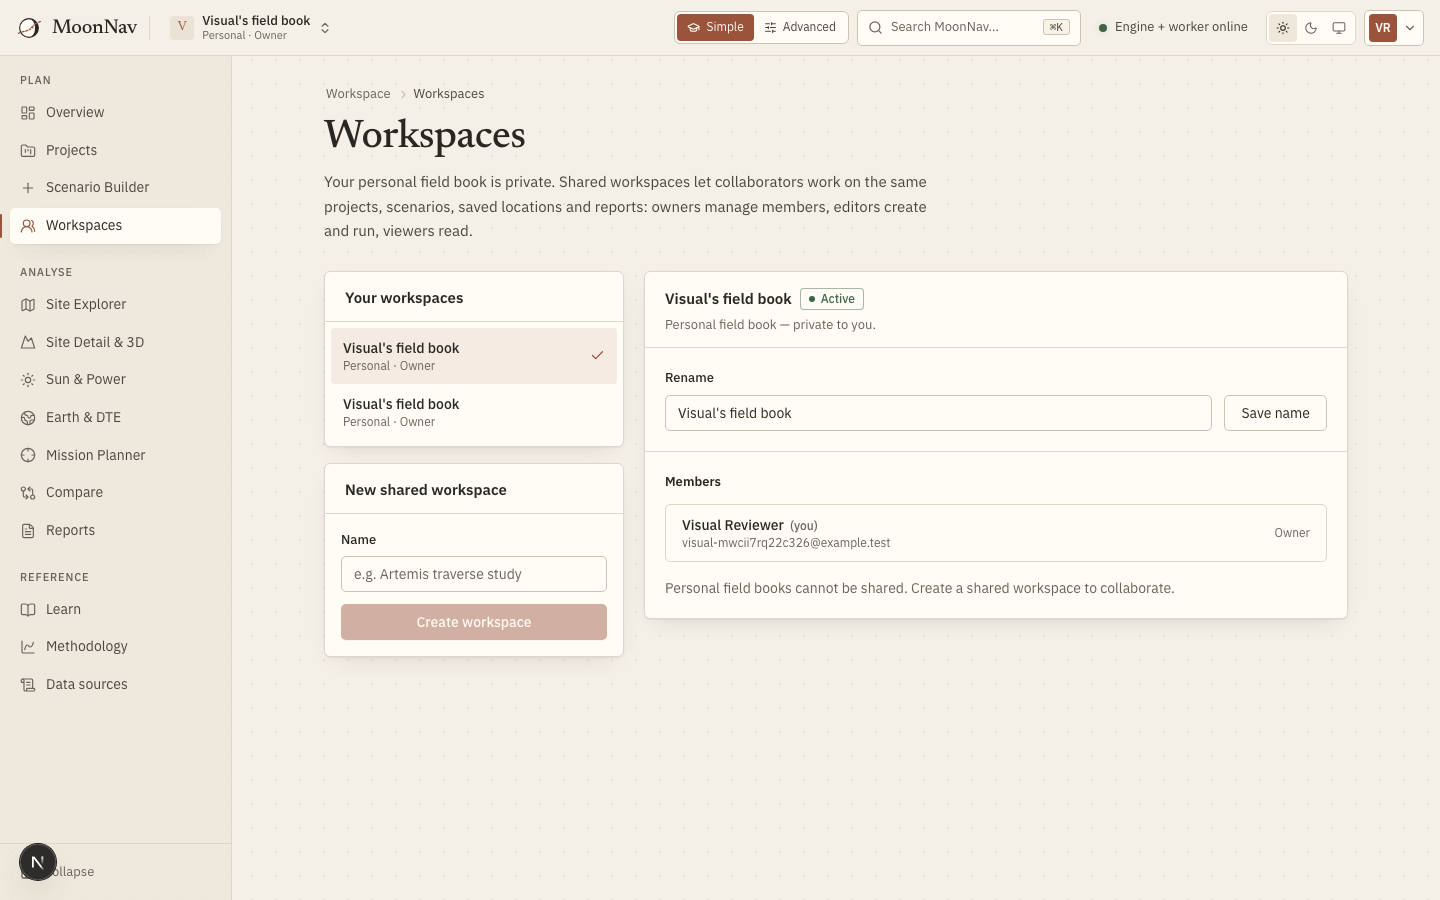 MoonNav
V
Visual's field book
Personal · Owner
Simple
Advanced
Search MoonNav...
⌘K
Engine + worker online
VR
PLAN
Overview
Projects
Scenario Builder
Workspaces
ANALYSE
Site Explorer
Site Detail & 3D
Sun & Power
Earth & DTE
Mission Planner
Compare
Reports
REFERENCE
Learn
Methodology
Data sources
N
ollapse
Workspace > Workspaces
Workspaces
Your personal field book is private. Shared workspaces let collaborators work on the same
projects, scenarios, saved locations and reports: owners manage members, editors create
and run, viewers read.
Your workspaces
Visual's field book
Personal · Owner
Visual's field book
Personal · Owner
New shared workspace
Name
e.g. Artemis traverse study
Create workspace
Visual's field book
Active
Personal field book — private to you.
Rename
Visual's field book
Save name
Members
Visual Reviewer (you)
visual-mwcii7rq22c326@example.test
Owner
Personal field books cannot be shared. Create a shared workspace to collaborate.